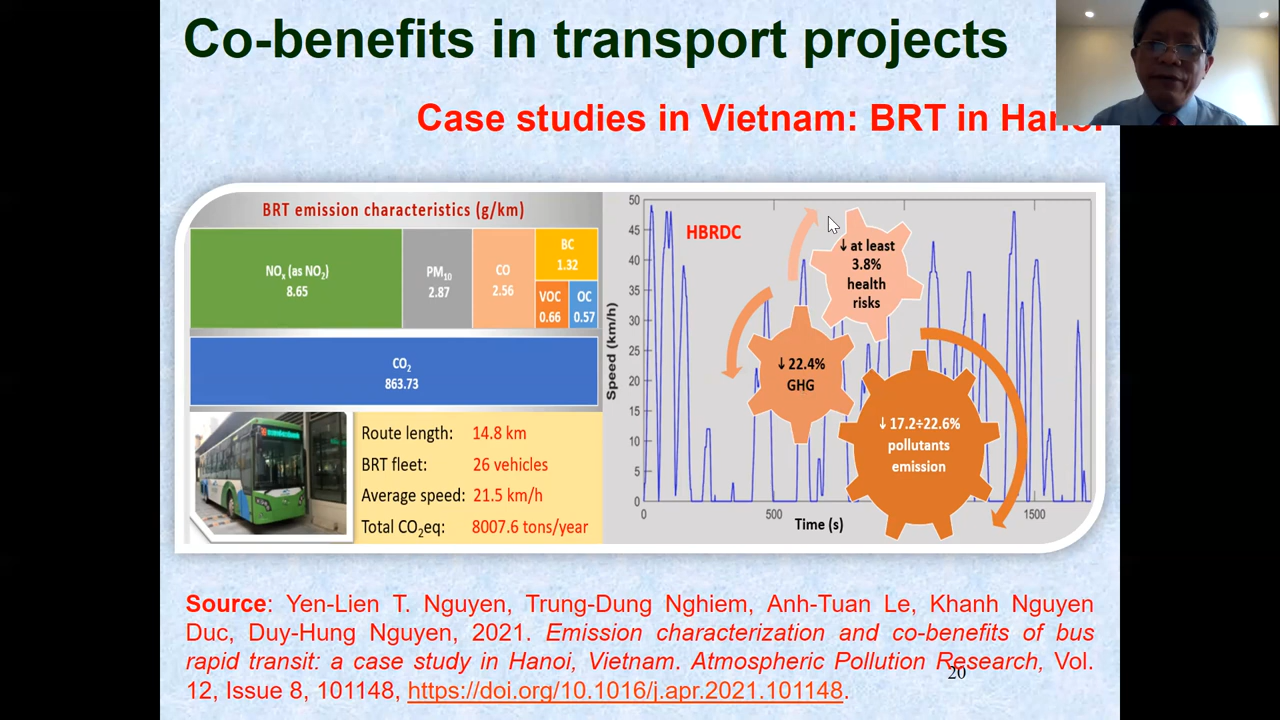 Co-benefits in transport projects
Case studies in Vietnam: BRT in
BRT emission characteristics (g/km)
NOₓ (as NO₂)
8.65
PM₁₀
2.87
CO
2.56
BC
1.32
VOC
0.66
OC
0.57
CO₂
863.73
Route length: 14.8 km
BRT fleet: 26 vehicles
Average speed: 21.5 km/h
Total CO₂eq: 8007.6 tons/year
HBRDC
Speed (km/h)
50
45
40
35
30
25
20
15
10
5
0
0
500
1500
Time (s)
↓ at least
3.8%
health
risks
↓ 22.4%
GHG
↓ 17.2÷22.6%
pollutants
emission
Source: Yen-Lien T. Nguyen, Trung-Dung Nghiem, Anh-Tuan Le, Khanh Nguyen
Duc, Duy-Hung Nguyen, 2021. Emission characterization and co-benefits of bus
rapid transit: a case study in Hanoi, Vietnam. Atmospheric Pollution Research, Vol.
12, Issue 8, 101148, https://doi.org/10.1016/j.apr.2021.101148.
20